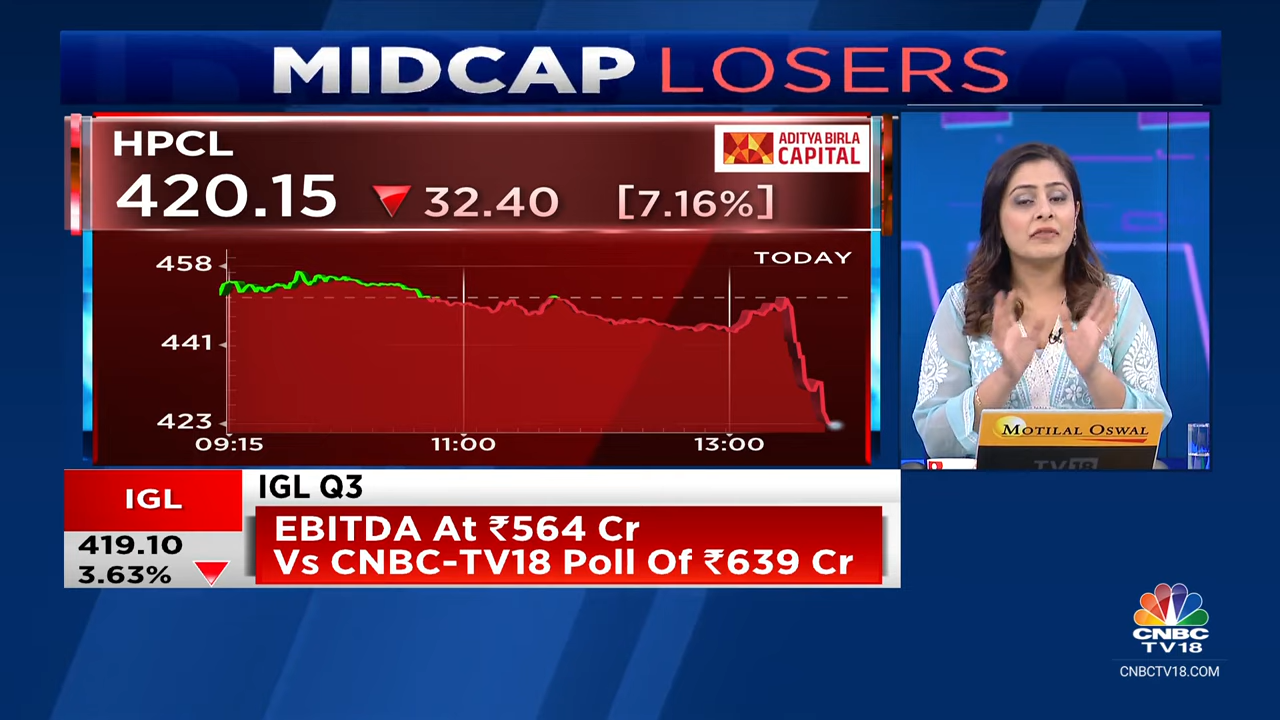 MIDCAP LOSERS
HPCL
420.15 ▼ 32.40 [7.16%]
ADITYA BIRLA
CAPITAL
TODAY
458
441
423
09:15 11:00 13:00
MOTILAL OSWAL
TV18
IGL
419.10
3.63% ▼
IGL Q3
EBITDA At ₹564 Cr
Vs CNBC-TV18 Poll Of ₹639 Cr
CNBC
TV18
CNBCTV18.COM